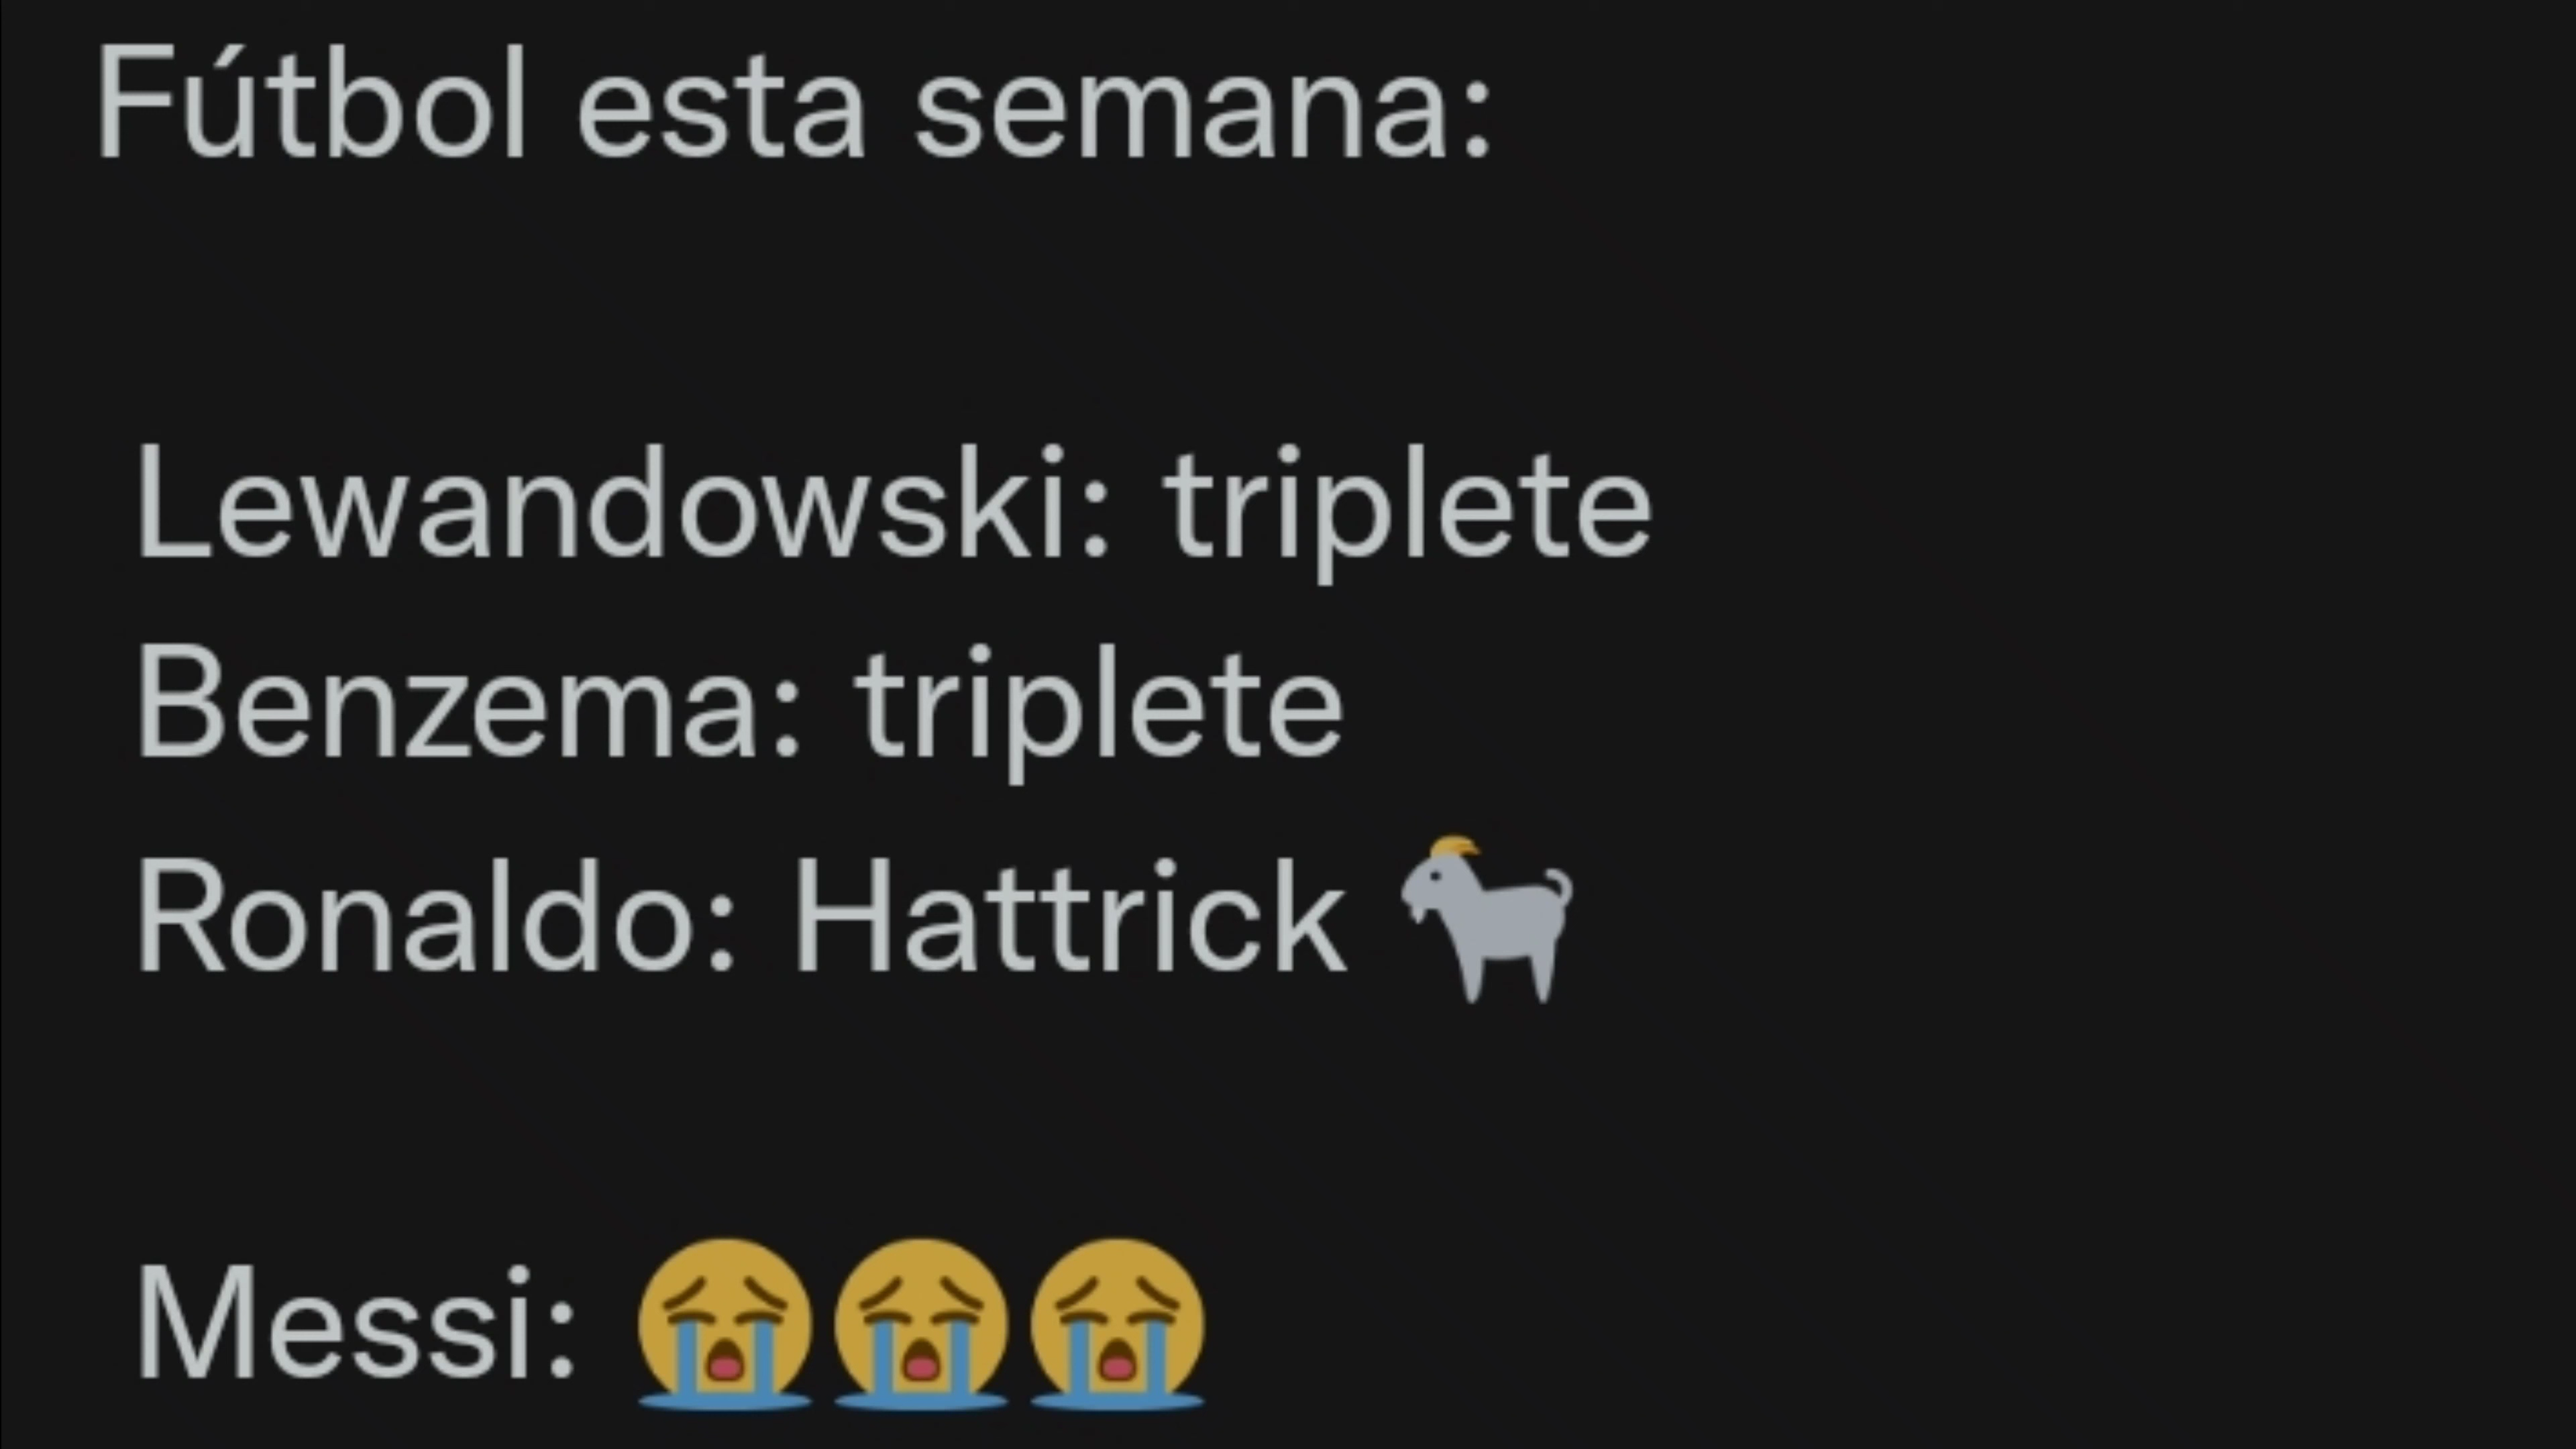 Fútbol esta semana:
Lewandowski: triplete
Benzema: triplete
Ronaldo: Hattrick 🐐
Messi: 😭😭😭